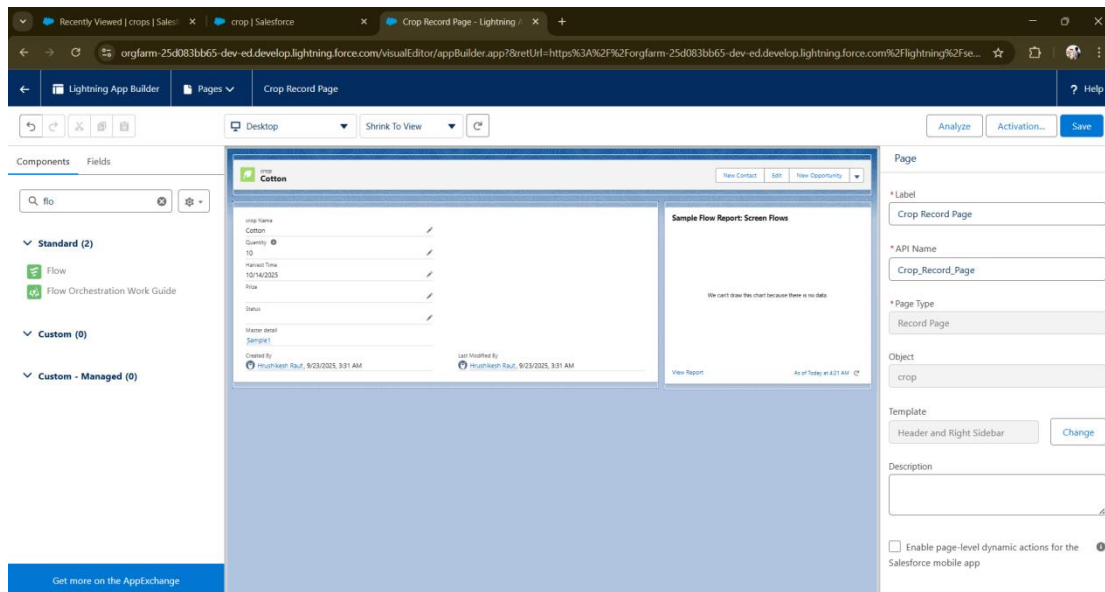 Recently Viewed | crops | Sales
crop | Salesforce
Crop Record Page - Lightning
orgfarm-25d083bb65-dev-ed.develop.lightning.force.com/visualEditor/appBuilder.app?8retUrl=https%3A%2F%2Forgfarm-25d083bb65-dev-ed.develop.lightning.force.com%2Flightning%2Fse...
Lightning App Builder
Pages
Crop Record Page
? Help
Desktop
Shrink To View
Analyze
Activation...
Save
Components
Fields
flo
Standard (2)
Flow
Flow Orchestration Work Guide
Custom (0)
Custom - Managed (0)
Get more on the AppExchange
crop
Cotton
New Contact
Edit
New Opportunity
crop Name
Cotton
Quantity
10
Harvest Time
10/14/2025
Price
Status
Master detail
Sample1
Created By
Hrushikesh Raut, 9/23/2025, 3:31 AM
Last Modified By
Hrushikesh Raut, 9/23/2025, 3:31 AM
Sample Flow Report: Screen Flows
We can't draw this chart because there is no data.
View Report
As of Today at 4:21 AM
Page
*Label
Crop Record Page
*API Name
Crop_Record_Page
*Page Type
Record Page
Object
crop
Template
Header and Right Sidebar
Change
Description
Enable page-level dynamic actions for the
Salesforce mobile app